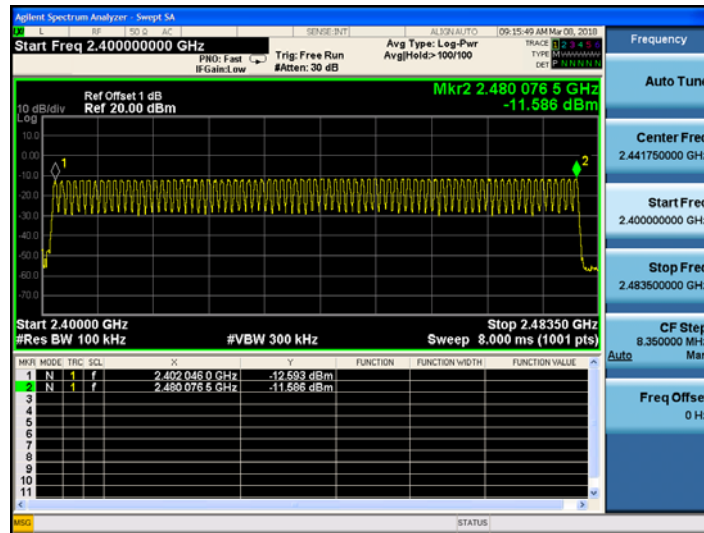 Agilent Spectrum Analyzer - Swept SA
L RF 50 Ω AC SENSE:INT ALIGN AUTO 09:15:49 AM Mar 08, 2018
Start Freq 2.400000000 GHz
PNO: Fast
IFGain:Low
Trig: Free Run
#Atten: 30 dB
Avg Type: Log-Pwr
Avg|Hold:>100/100
TRACE 1 2 3 4 5 6
TYPE M
DET P N N N N N
Ref Offset 1 dB
10 dB/div Ref 20.00 dBm
Log
Mkr2 2.480 076 5 GHz
-11.586 dBm
10.0
0.00
-10.0
-20.0
-30.0
-40.0
-50.0
-60.0
-70.0
1
2
Start 2.40000 GHz Stop 2.48350 GHz
#Res BW 100 kHz #VBW 300 kHz Sweep 8.000 ms (1001 pts)
MKR MODE TRC SCL X Y FUNCTION FUNCTION WIDTH FUNCTION VALUE
1 N 1 f 2.402 046 0 GHz -12.593 dBm
2 N 1 f 2.480 076 5 GHz -11.586 dBm
3
4
5
6
7
8
9
10
11
MSG STATUS
Frequency
Auto Tune
Center Freq
2.441750000 GHz
Start Freq
2.400000000 GHz
Stop Freq
2.483500000 GHz
CF Step
8.350000 MHz
Auto Man
Freq Offset
0 Hz